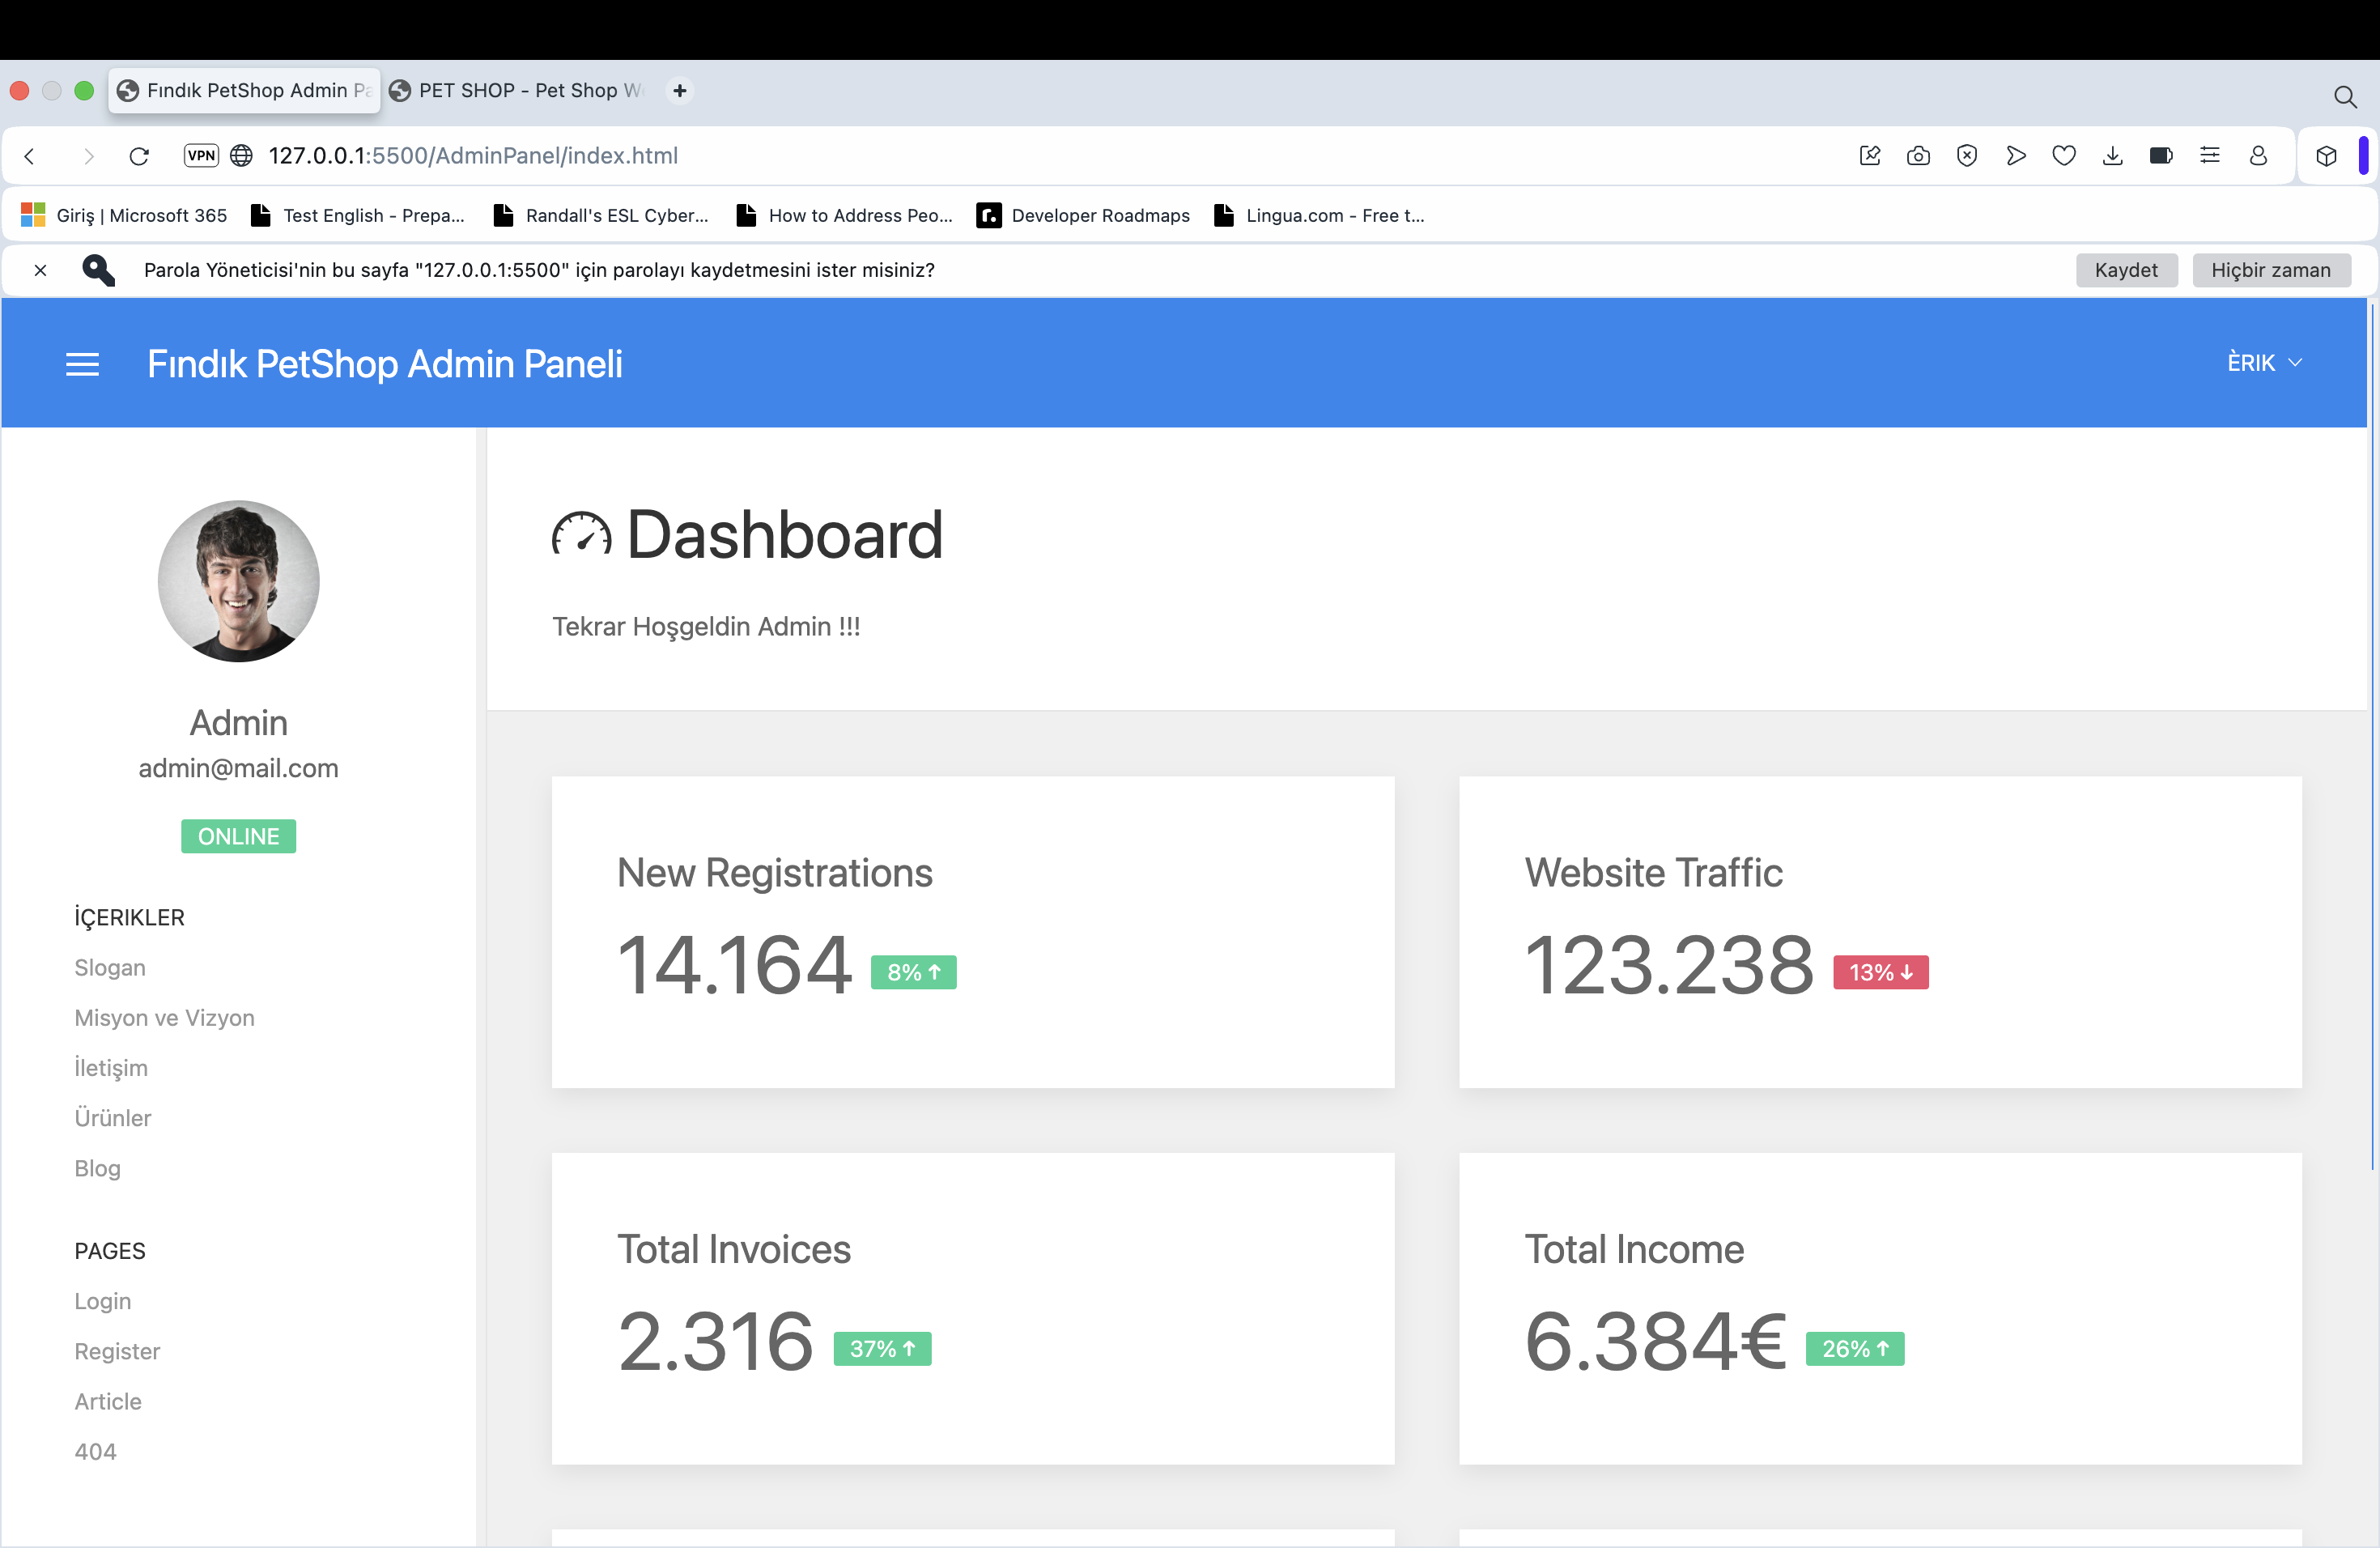 Fındık PetShop Admin Pa
PET SHOP - Pet Shop W
VPN 127.0.0.1:5500/AdminPanel/index.html
Giriş | Microsoft 365 Test English - Prepa... Randall's ESL Cyber... How to Address Peo... Developer Roadmaps Lingua.com - Free t...
Parola Yöneticisi'nin bu sayfa "127.0.0.1:5500" için parolayı kaydetmesini ister misiniz? Kaydet Hiçbir zaman
Fındık PetShop Admin Paneli
ÈRIK
Admin
admin@mail.com
ONLINE
İÇERIKLER
Slogan
Misyon ve Vizyon
İletişim
Ürünler
Blog
PAGES
Login
Register
Article
404
Dashboard
Tekrar Hoşgeldin Admin !!!
New Registrations
14.164 8%
Website Traffic
123.238 13%
Total Invoices
2.316 37%
Total Income
6.384€ 26%